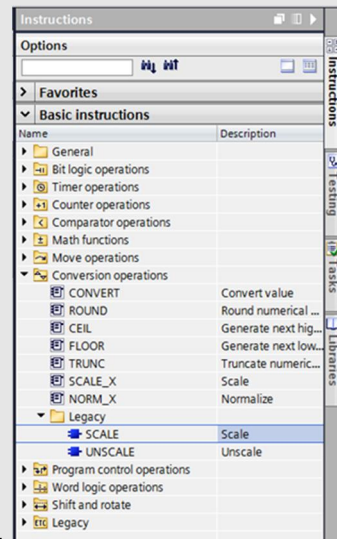 Instructions
Options
Favorites
Basic instructions
Name Description
General
Bit logic operations
Timer operations
Counter operations
Comparator operations
Math functions
Move operations
Conversion operations
CONVERT Convert value
ROUND Round numerical ...
CEIL Generate next hig...
FLOOR Generate next low...
TRUNC Truncate numeric...
SCALE_X Scale
NORM_X Normalize
Legacy
SCALE Scale
UNSCALE Unscale
Program control operations
Word logic operations
Shift and rotate
Legacy
Instructions
Testing
Tasks
Libraries